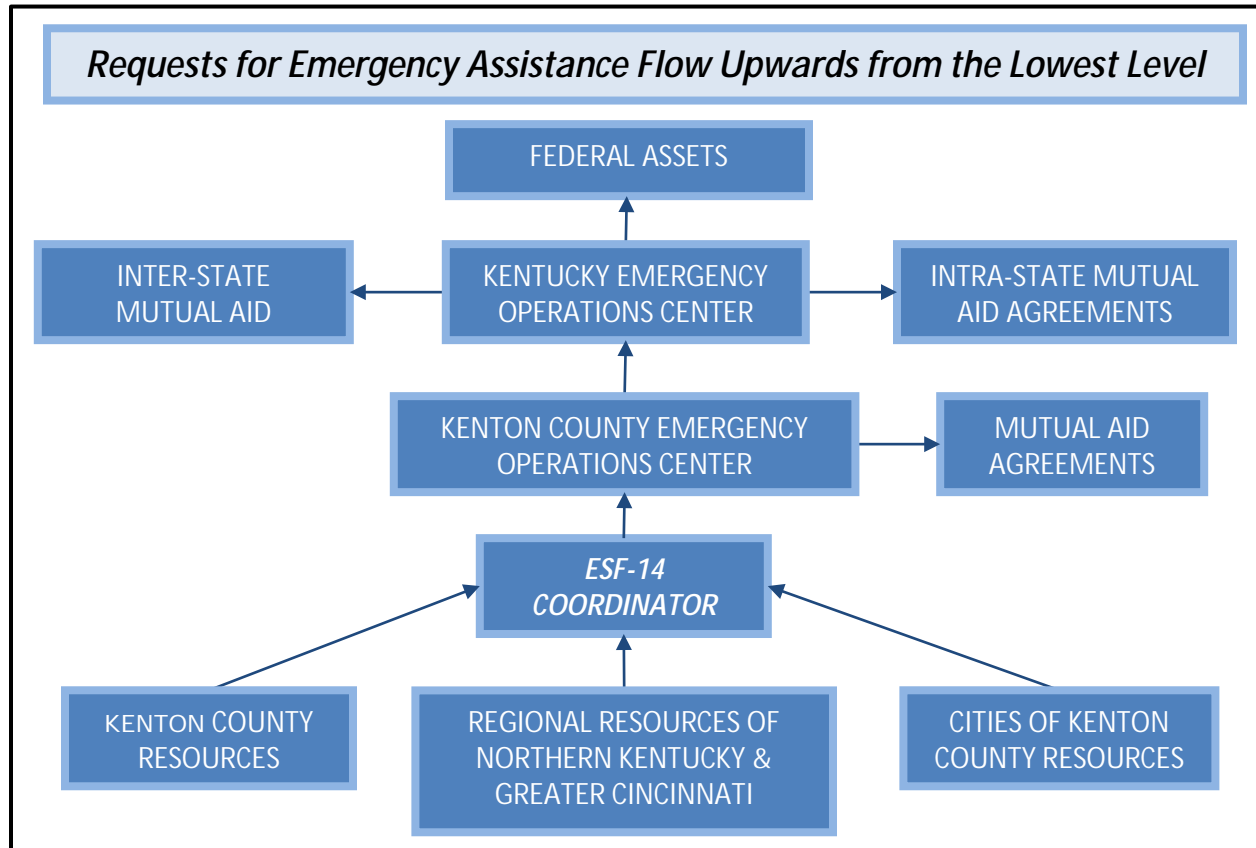 Requests for Emergency Assistance Flow Upwards from the Lowest Level
FEDERAL ASSETS
INTER-STATE
MUTUAL AID
KENTUCKY EMERGENCY
OPERATIONS CENTER
INTRA-STATE MUTUAL
AID AGREEMENTS
KENTON COUNTY EMERGENCY
OPERATIONS CENTER
MUTUAL AID
AGREEMENTS
ESF-14
COORDINATOR
KENTON COUNTY
RESOURCES
REGIONAL RESOURCES OF
NORTHERN KENTUCKY &
GREATER CINCINNATI
CITIES OF KENTON
COUNTY RESOURCES